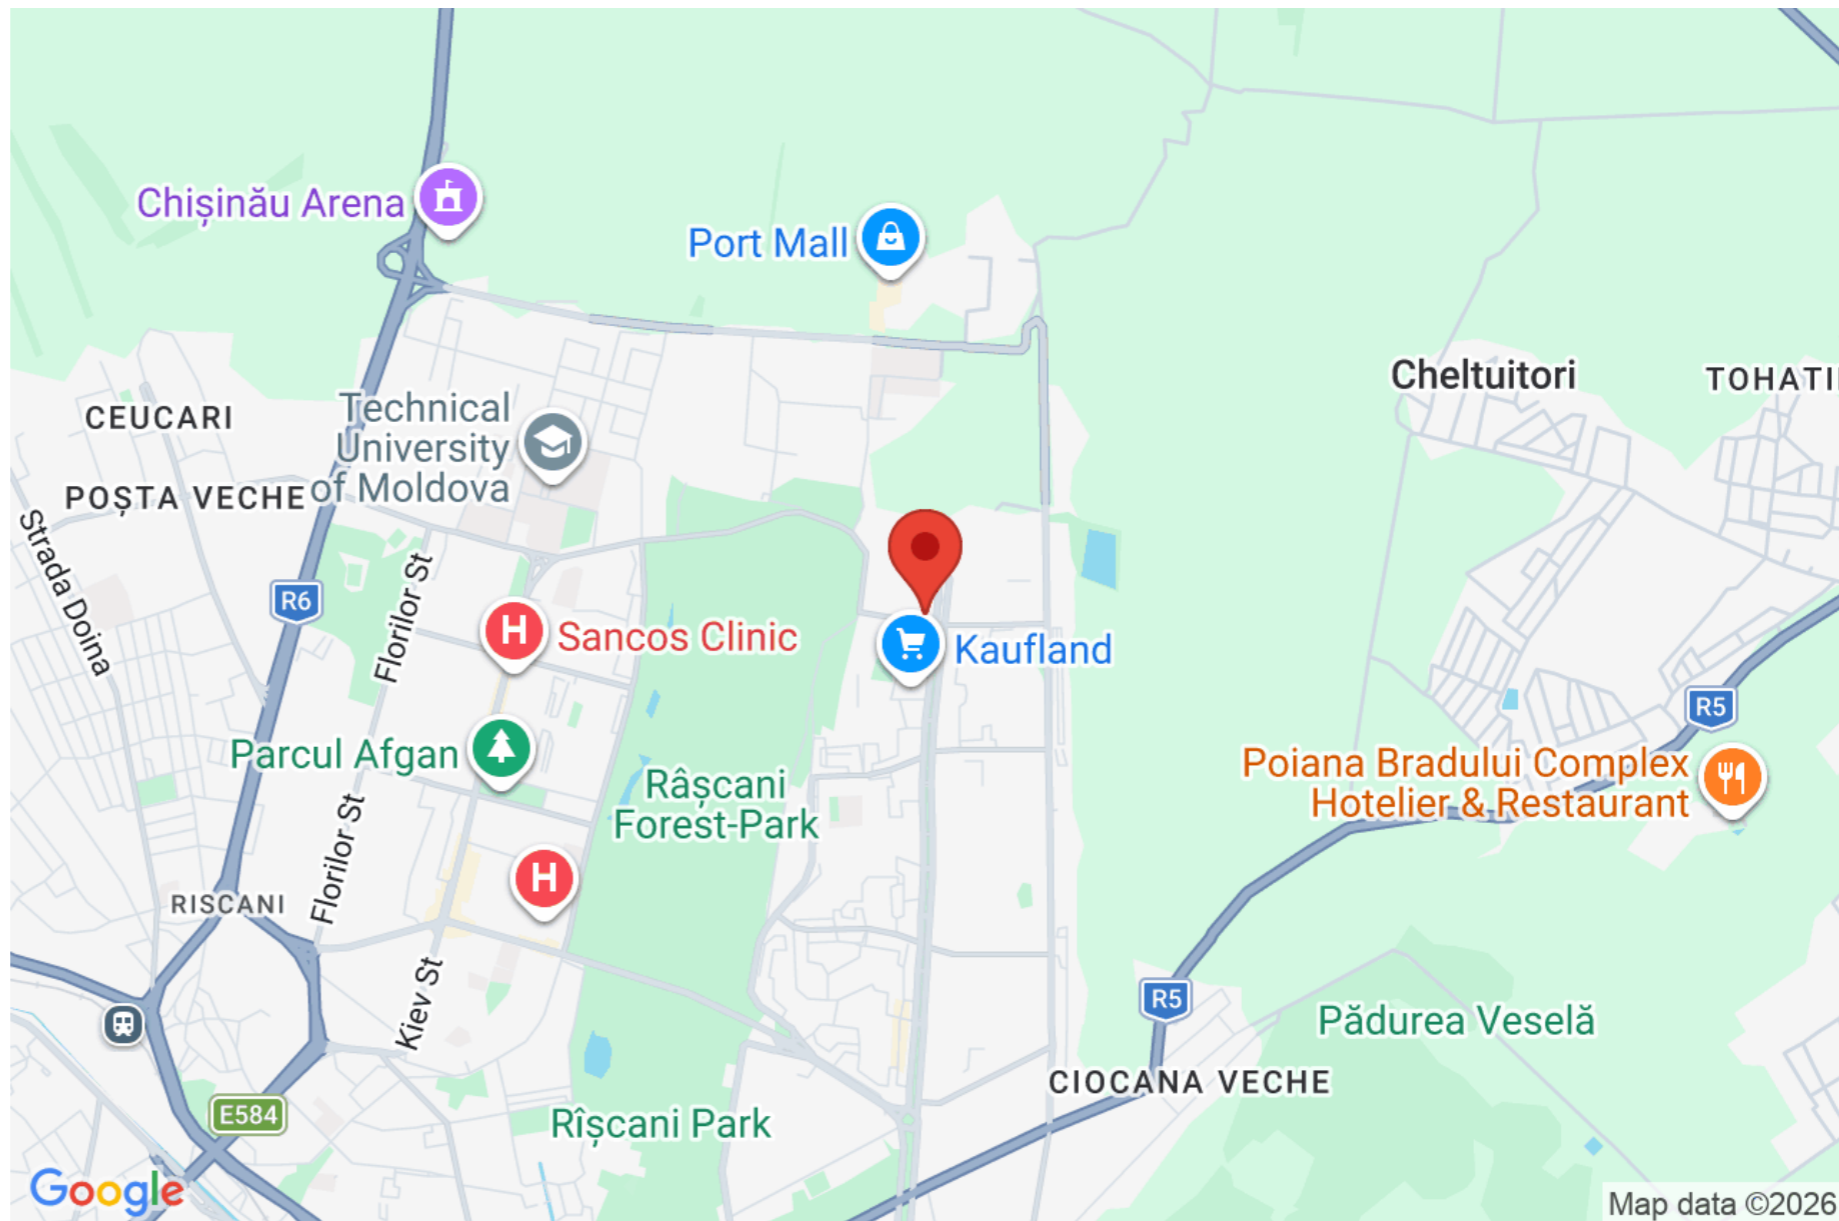 Chișinău Arena
Port Mall
Cheltuitori
TOHATI
CEUCARI
Technical
University
of Moldova
POȘTA VECHE
Strada Doina
Florilor St
R6
H
Sancos Clinic
Kaufland
R5
Parcul Afgan
Râșcani
Forest-Park
Poiana Bradului Complex
Hotelier & Restaurant
Florilor St
H
RISCANI
Kiev St
R5
Pădurea Veselă
CIOCANA VECHE
E584
Rîșcani Park
Google
Map data ©2026